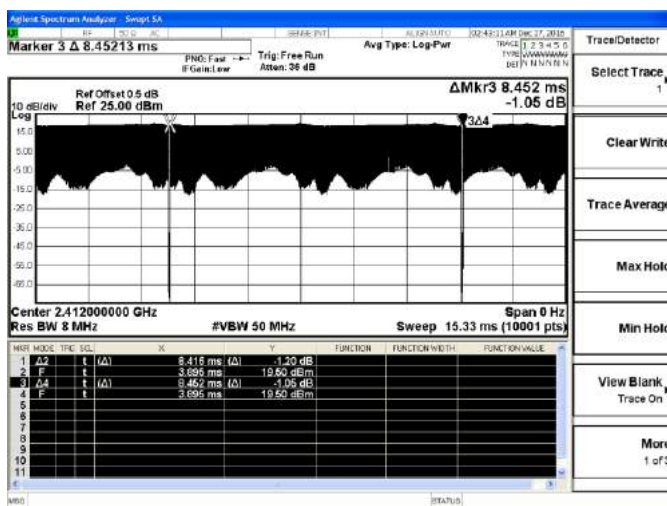 Agilent Spectrum Analyzer - Swept SA
RF 50 Ω AC SENSE:INT ALIGN AUTO 02:43:11 AM Dec 27, 2016
Marker 3 Δ 8.45213 ms
PNO: Fast
IFGain:Low
Trig: Free Run
Atten: 36 dB
Avg Type: Log-Pwr
TRACE 1 2 3 4 5 6
TYPE
DET N N N N N N
Ref Offset 0.5 dB
Ref 25.00 dBm
ΔMkr3 8.452 ms
-1.05 dB
10 dB/div
Log
15.0
5.00
-5.00
-15.0
-25.0
-35.0
-45.0
-55.0
-65.0
3Δ4
Center 2.412000000 GHz
Span 0 Hz
Res BW 8 MHz
#VBW 50 MHz
Sweep 15.33 ms (10001 pts)
MKR MODE TRC SCL X Y FUNCTION FUNCTION WIDTH FUNCTION VALUE
1 Δ2 t (Δ) 8.416 ms (Δ) -1.20 dB
2 F t 3.895 ms 19.50 dBm
3 Δ4 t (Δ) 8.452 ms (Δ) -1.05 dB
4 F t 3.895 ms 19.50 dBm
5
6
7
8
9
10
11
MSG
STATUS
Trace/Detector
Select Trace
1
Clear Write
Trace Average
Max Hold
Min Hold
View Blank
Trace On
More
1 of 3